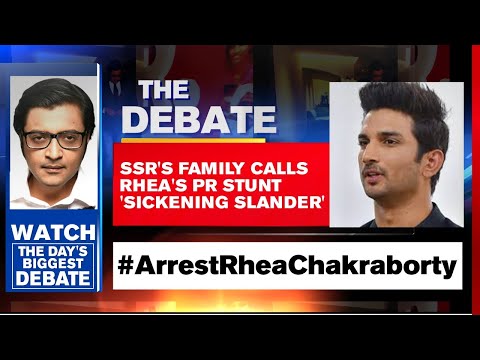 THE
DEBATE
SSR'S FAMILY CALLS
RHEA'S PR STUNT
'SICKENING SLANDER'
WATCH
THE DAY'S
BIGGEST
DEBATE
#ArrestRheaChakraborty